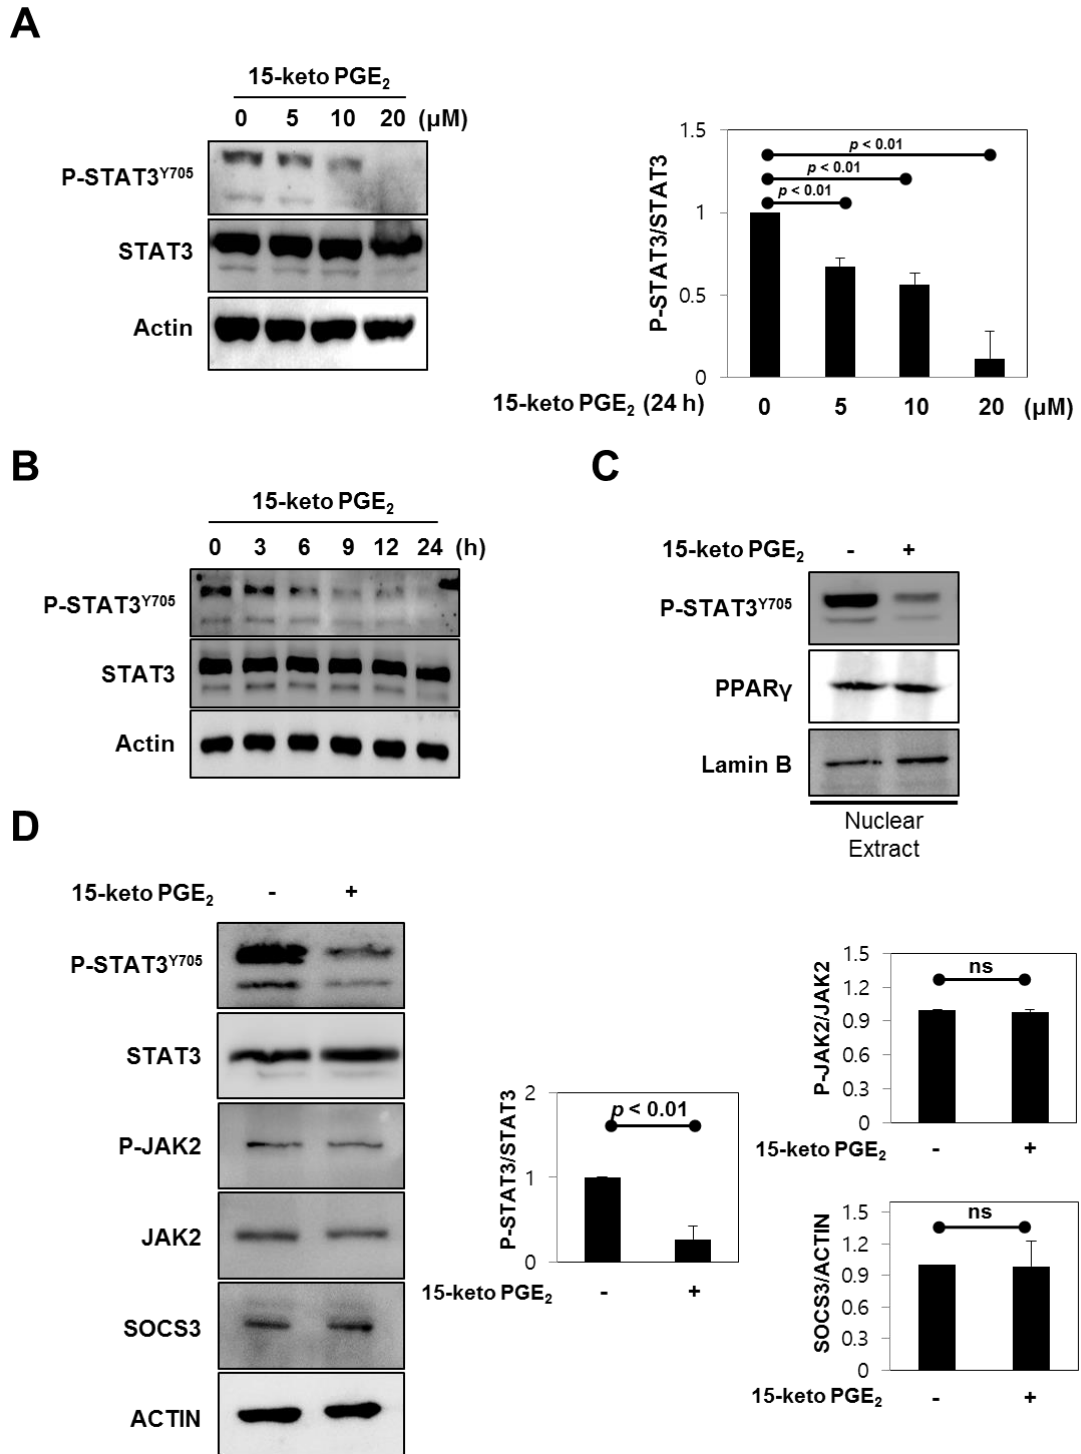 A
15-keto PGE2
0 5 10 20 (μM)
P-STAT3Y705
STAT3
Actin
P-STAT3/STAT3
1.5
1
0.5
0
p < 0.01
p < 0.01
p < 0.01
15-keto PGE2 (24 h) 0 5 10 20 (μM)
B
15-keto PGE2
0 3 6 9 12 24 (h)
P-STAT3Y705
STAT3
Actin
C
15-keto PGE2 - +
P-STAT3Y705
PPARγ
Lamin B
Nuclear
Extract
D
15-keto PGE2 - +
P-STAT3Y705
STAT3
P-JAK2
JAK2
SOCS3
ACTIN
P-STAT3/STAT3
2
1
0
p < 0.01
15-keto PGE2 - +
P-JAK2/JAK2
1.5
1.2
0.9
0.6
0.3
0
ns
15-keto PGE2 - +
SOCS3/ACTIN
1.5
1.2
0.9
0.6
0.3
0
ns
15-keto PGE2 - +